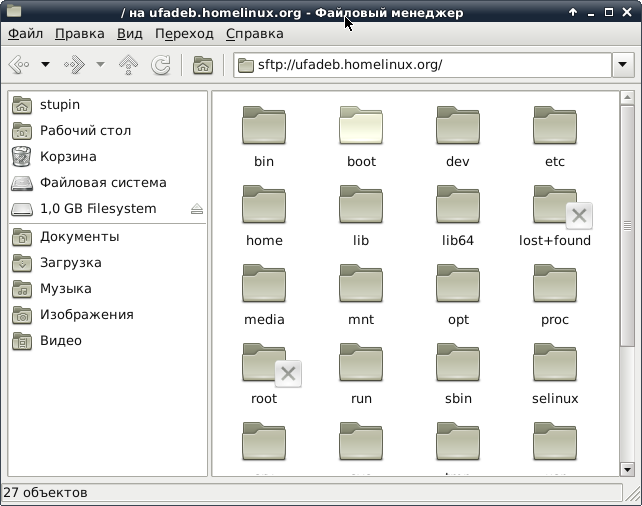 / на ufadeb.homelinux.org - Файловый менеджер
Файл Правка Вид Переход Справка
sftp://ufadeb.homelinux.org/
stupin
Рабочий стол
Корзина
Файловая система
1,0 GB Filesystem
Документы
Загрузка
Музыка
Изображения
Видео
bin boot dev etc
home lib lib64 lost+found
media mnt opt proc
root run sbin selinux
27 объектов